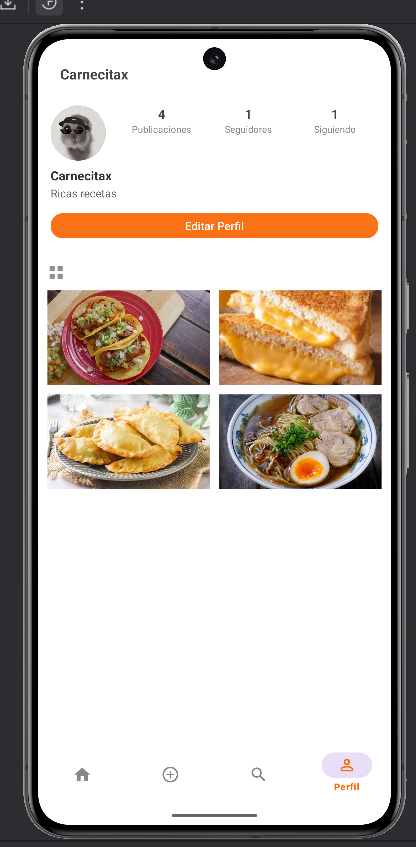 Carnecitax
4 1 1
Publicaciones Seguidores Siguiendo
Carnecitax
Ricas recetas
Editar Perfil
Perfil